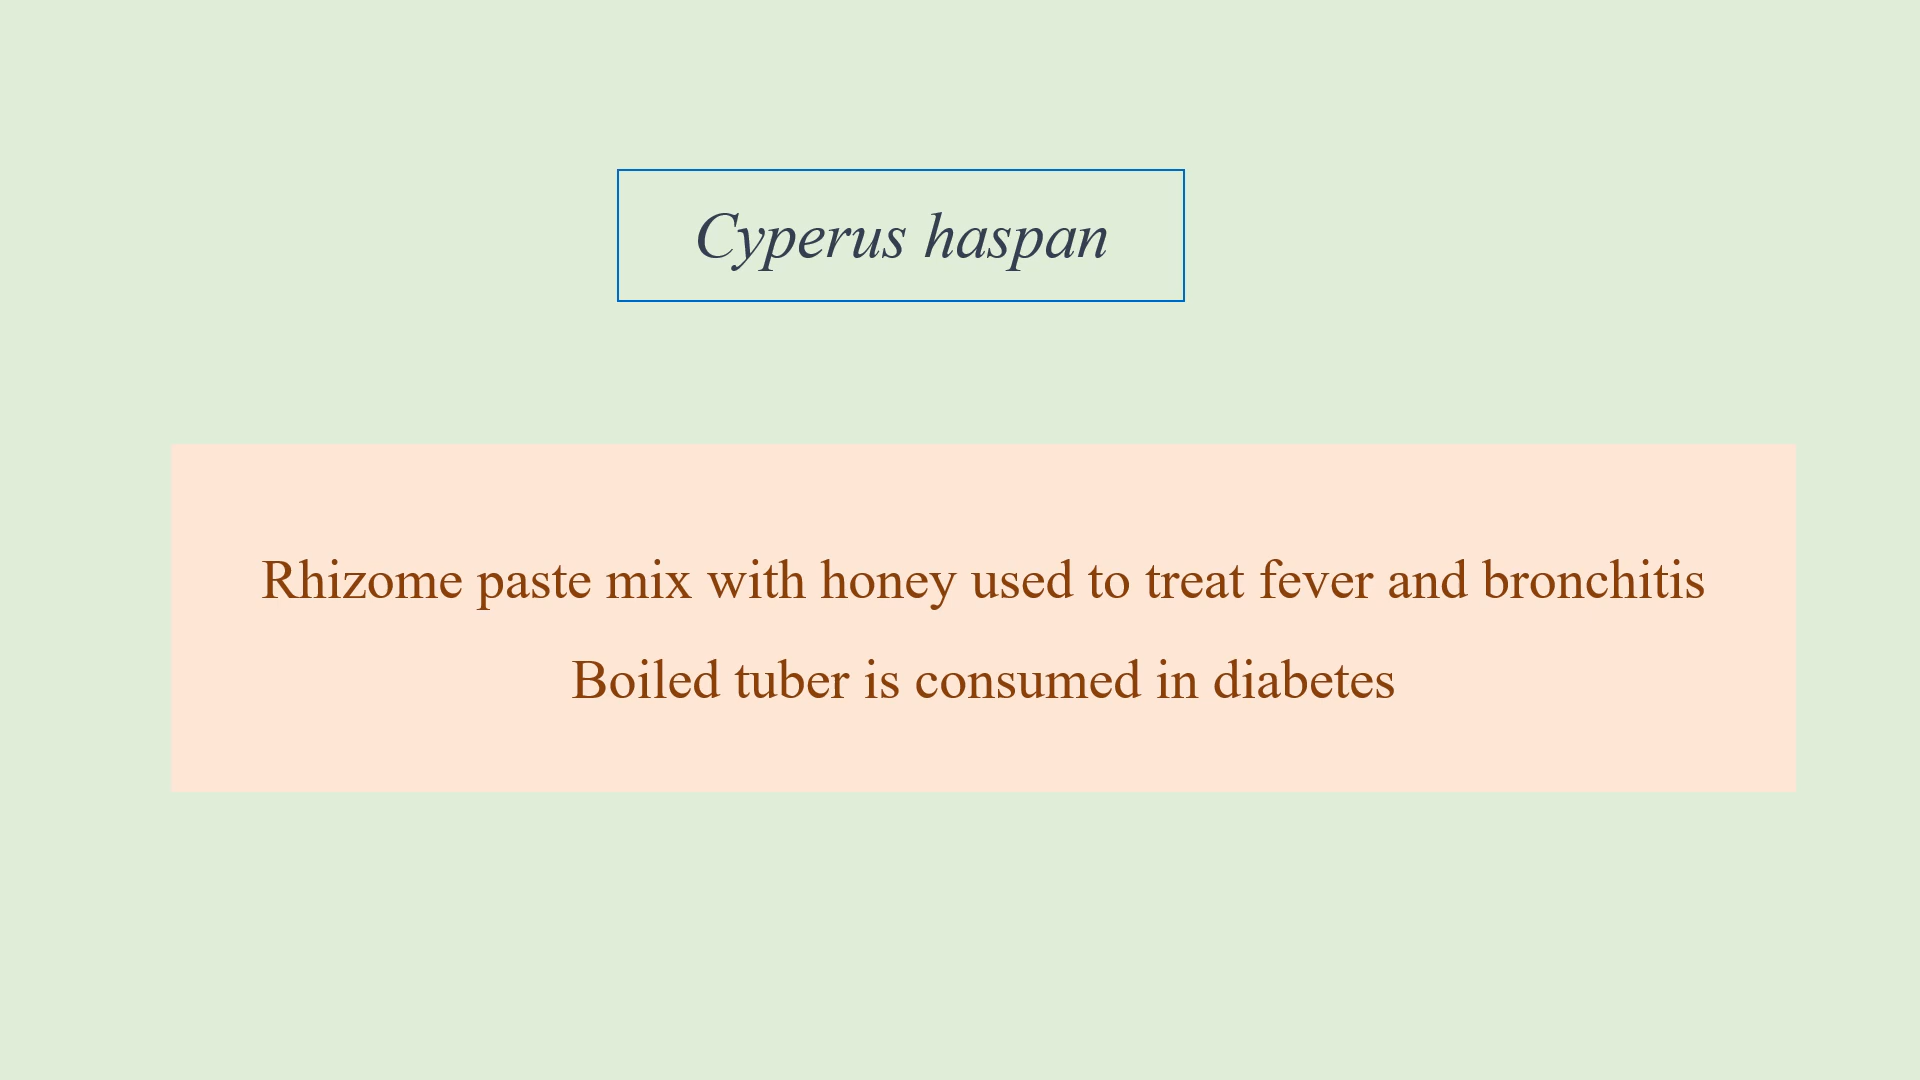 Cyperus haspan
Rhizome paste mix with honey used to treat fever and bronchitis
Boiled tuber is consumed in diabetes